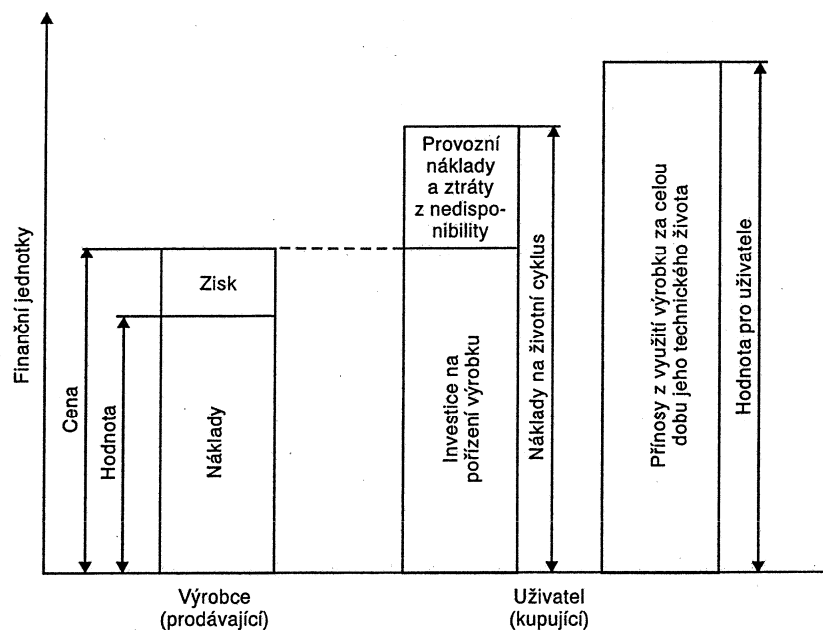 Finanční jednotky
Cena
Hodnota
Zisk
Náklady
Výrobce
(prodávající)
Provozní
náklady
a ztráty
z nedispo-
nibility
Investice na
pořízení výrobku
Náklady na životní cyklus
Uživatel
(kupující)
Přínosy z využití výrobku za celou
dobu jeho technického života
Hodnota pro uživatele